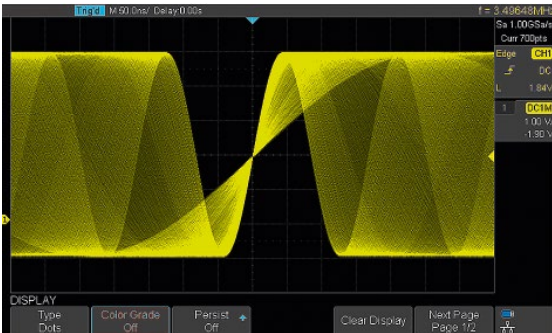 Trig'd M 50.0ns/ Delay:0.00s f = 3.49648MHz
Sa 1.00GSa/s
Curr 700pts
Edge CH1
DC
L 1.84V
1 DC1M
1.00 V/
-1.90 V
1
DISPLAY
Type Color Grade Persist Clear Display Next Page
Dots Off Off Page 1/2